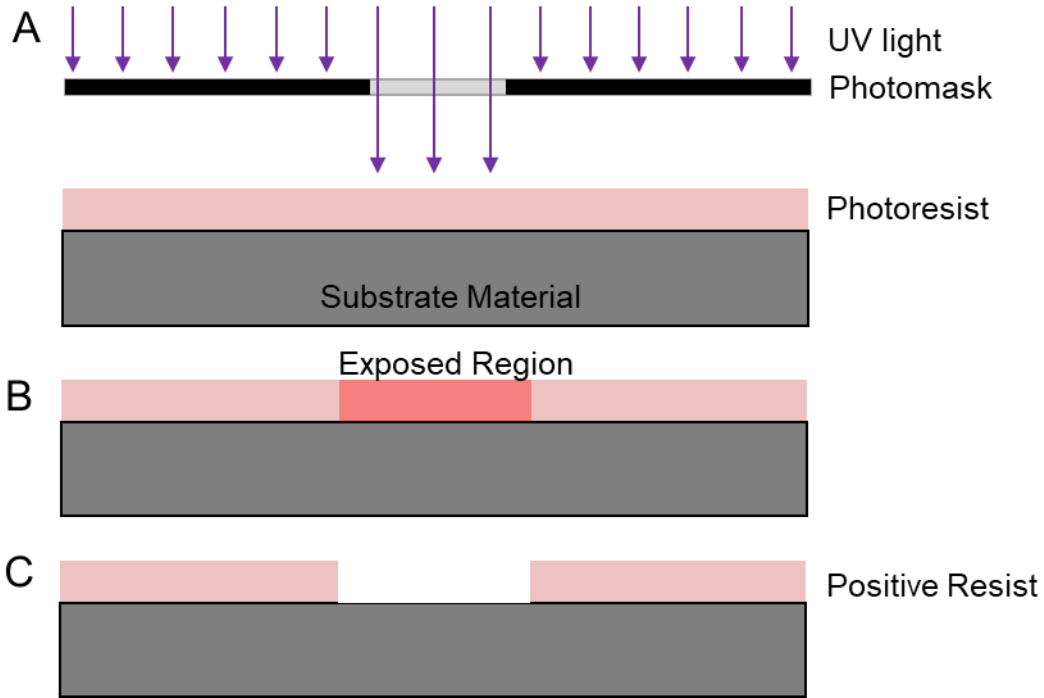 A
UV light
Photomask
Photoresist
Substrate Material
Exposed Region
B
C
Positive Resist